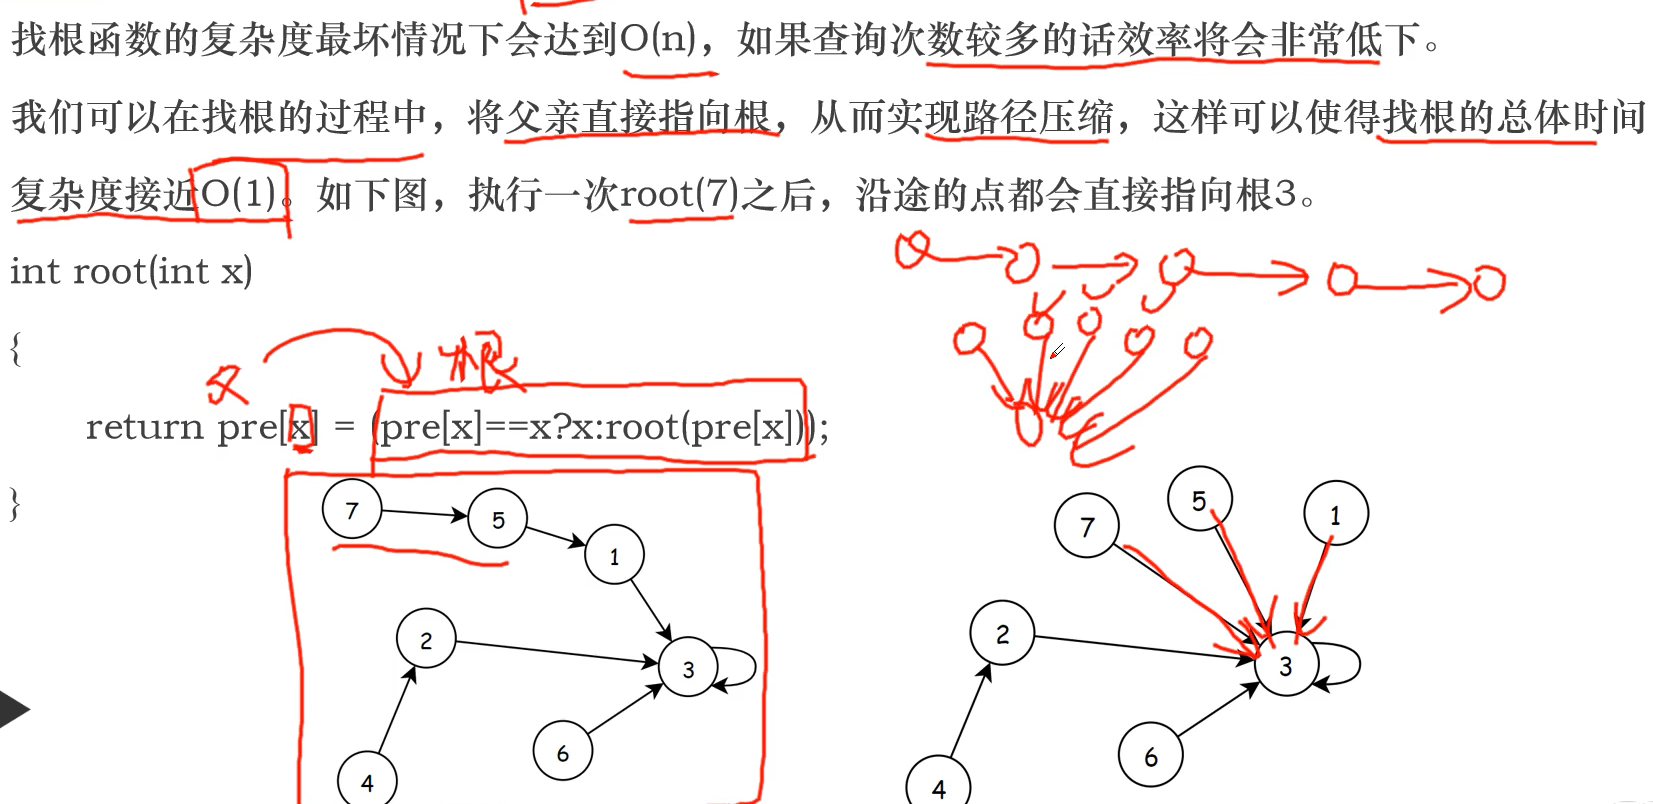 找根函数的复杂度最坏情况下会达到O(n)，如果查询次数较多的话效率将会非常低下。
我们可以在找根的过程中，将父亲直接指向根，从而实现路径压缩，这样可以使得找根的总体时间
复杂度接近O(1)。如下图，执行一次root(7)之后，沿途的点都会直接指向根3。
int root(int x)
{
父 根
return pre[x] = (pre[x]==x?x:root(pre[x]));
}
7 5 1 2 3 6 4
7 5 1 2 3 6 4